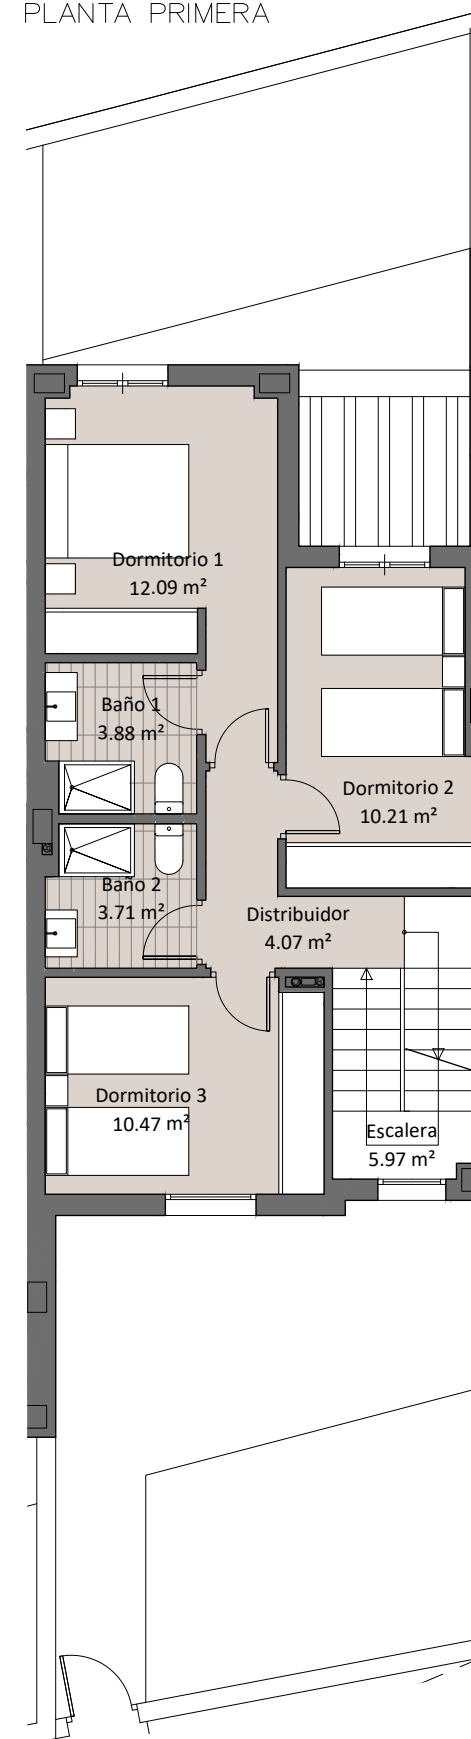 PLANTA PRIMERA
Dormitorio 1
12.09 m²
Baño 1
3.88 m²
Dormitorio 2
10.21 m²
Baño 2
3.71 m²
Distribuidor
4.07 m²
Dormitorio 3
10.47 m²
Escalera
5.97 m²